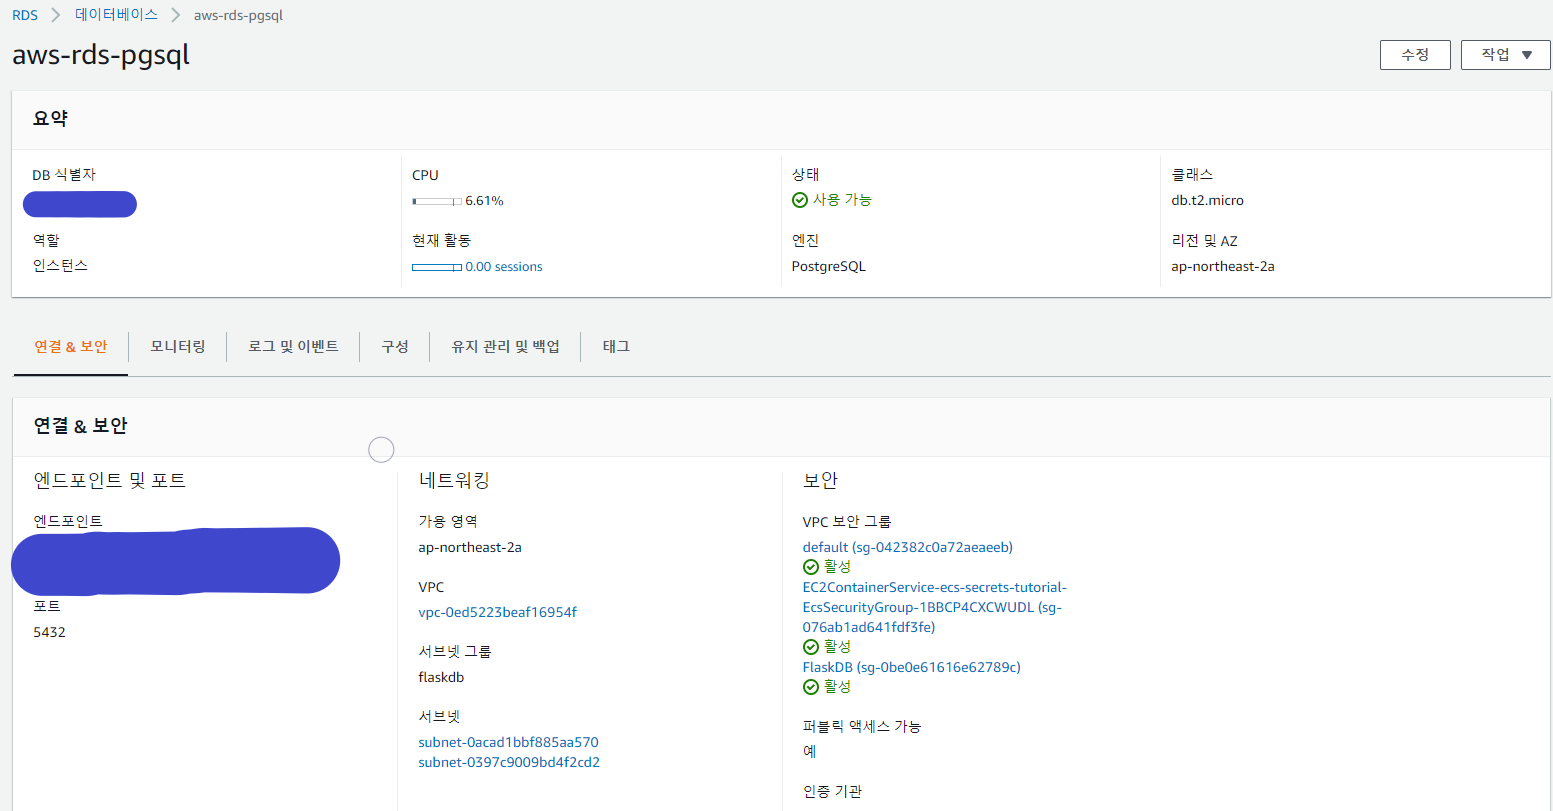 RDS > 데이터베이스 > aws-rds-pgsql
aws-rds-pgsql
수정
작업
요약
DB 식별자
CPU
6.61%
상태
사용 가능
클래스
db.t2.micro
역할
인스턴스
현재 활동
0.00 sessions
엔진
PostgreSQL
리전 및 AZ
ap-northeast-2a
연결 & 보안
모니터링
로그 및 이벤트
구성
유지 관리 및 백업
태그
연결 & 보안
엔드포인트 및 포트
엔드포인트
포트
5432
네트워킹
가용 영역
ap-northeast-2a
VPC
vpc-0ed5223beaf16954f
서브넷 그룹
flaskdb
서브넷
subnet-0acad1bbf885aa570
subnet-0397c9009bd4f2cd2
보안
VPC 보안 그룹
default (sg-042382c0a72aeaeeb)
활성
EC2ContainerService-ecs-secrets-tutorial-
EcsSecurityGroup-1BBCP4CXCWUDL (sg-
076ab1ad641fdf3fe)
활성
FlaskDB (sg-0be0e61616e62789c)
활성
퍼블릭 액세스 가능
예
인증 기관